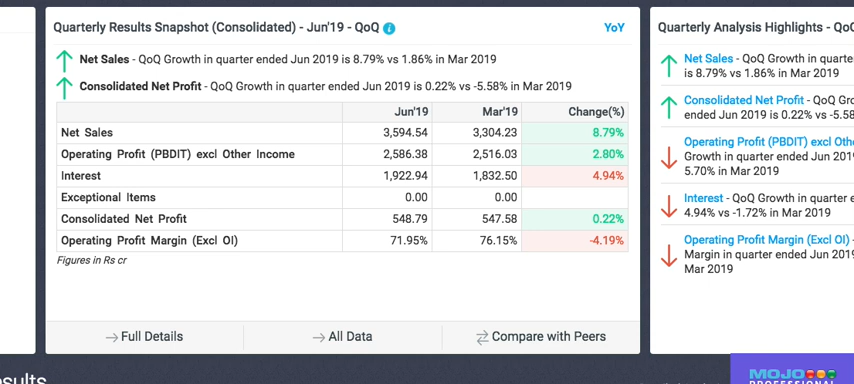 Quarterly Results Snapshot (Consolidated) - Jun'19 - QoQ
YoY
Net Sales - QoQ Growth in quarter ended Jun 2019 is 8.79% vs 1.86% in Mar 2019
Consolidated Net Profit - QoQ Growth in quarter ended Jun 2019 is 0.22% vs -5.58% in Mar 2019
Jun'19 Mar'19 Change(%)
Net Sales 3,594.54 3,304.23 8.79%
Operating Profit (PBDIT) excl Other Income 2,586.38 2,516.03 2.80%
Interest 1,922.94 1,832.50 4.94%
Exceptional Items 0.00 0.00
Consolidated Net Profit 548.79 547.58 0.22%
Operating Profit Margin (Excl OI) 71.95% 76.15% -4.19%
Figures in Rs cr
Full Details
All Data
Compare with Peers
Quarterly Analysis Highlights - QoQ
Net Sales - QoQ Growth in quarte
is 8.79% vs 1.86% in Mar 2019
Consolidated Net Profit - QoQ Gro
ended Jun 2019 is 0.22% vs -5.58
Operating Profit (PBDIT) excl Othe
Growth in quarter ended Jun 2019
5.70% in Mar 2019
Interest - QoQ Growth in quarter e
4.94% vs -1.72% in Mar 2019
Operating Profit Margin (Excl OI) -
Margin in quarter ended Jun 2019
Mar 2019
sults
MOJO
PROFESSIONAL